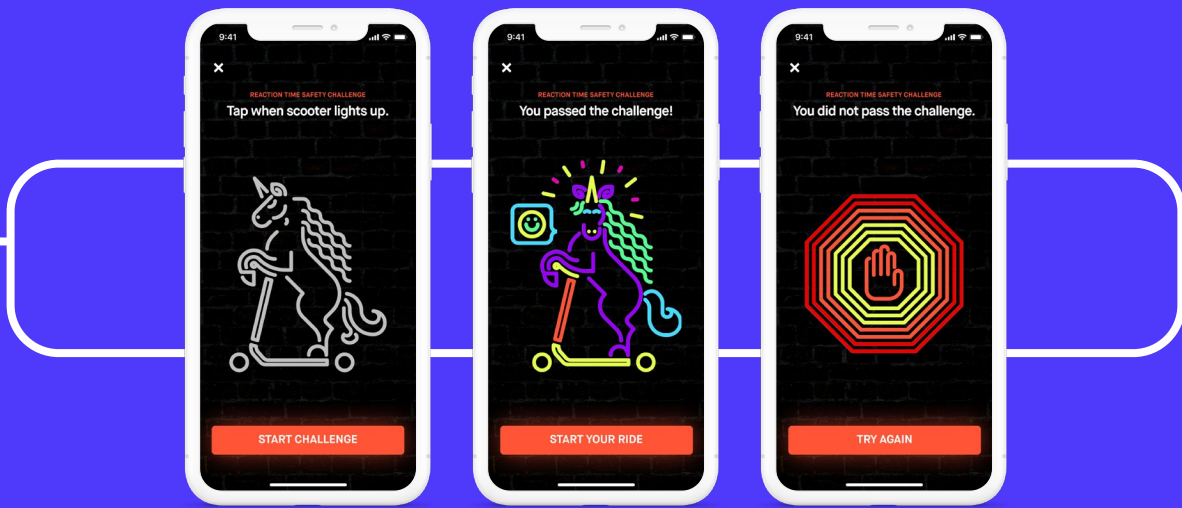 9:41
REACTION TIME SAFETY CHALLENGE
Tap when scooter lights up.
START CHALLENGE
9:41
REACTION TIME SAFETY CHALLENGE
You passed the challenge!
START YOUR RIDE
9:41
REACTION TIME SAFETY CHALLENGE
You did not pass the challenge.
TRY AGAIN